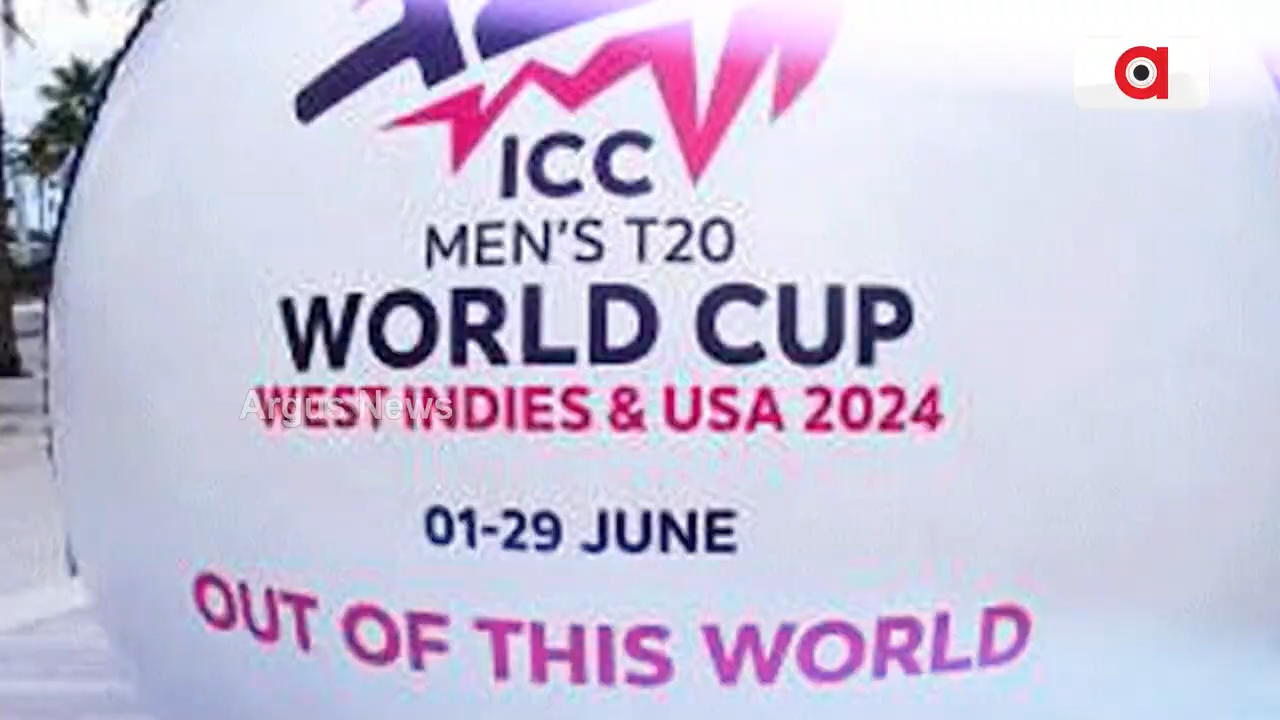 a
ICC
MEN'S T20
WORLD CUP
WEST INDIES & USA 2024
Argus News
01-29 JUNE
OUT OF THIS WORLD